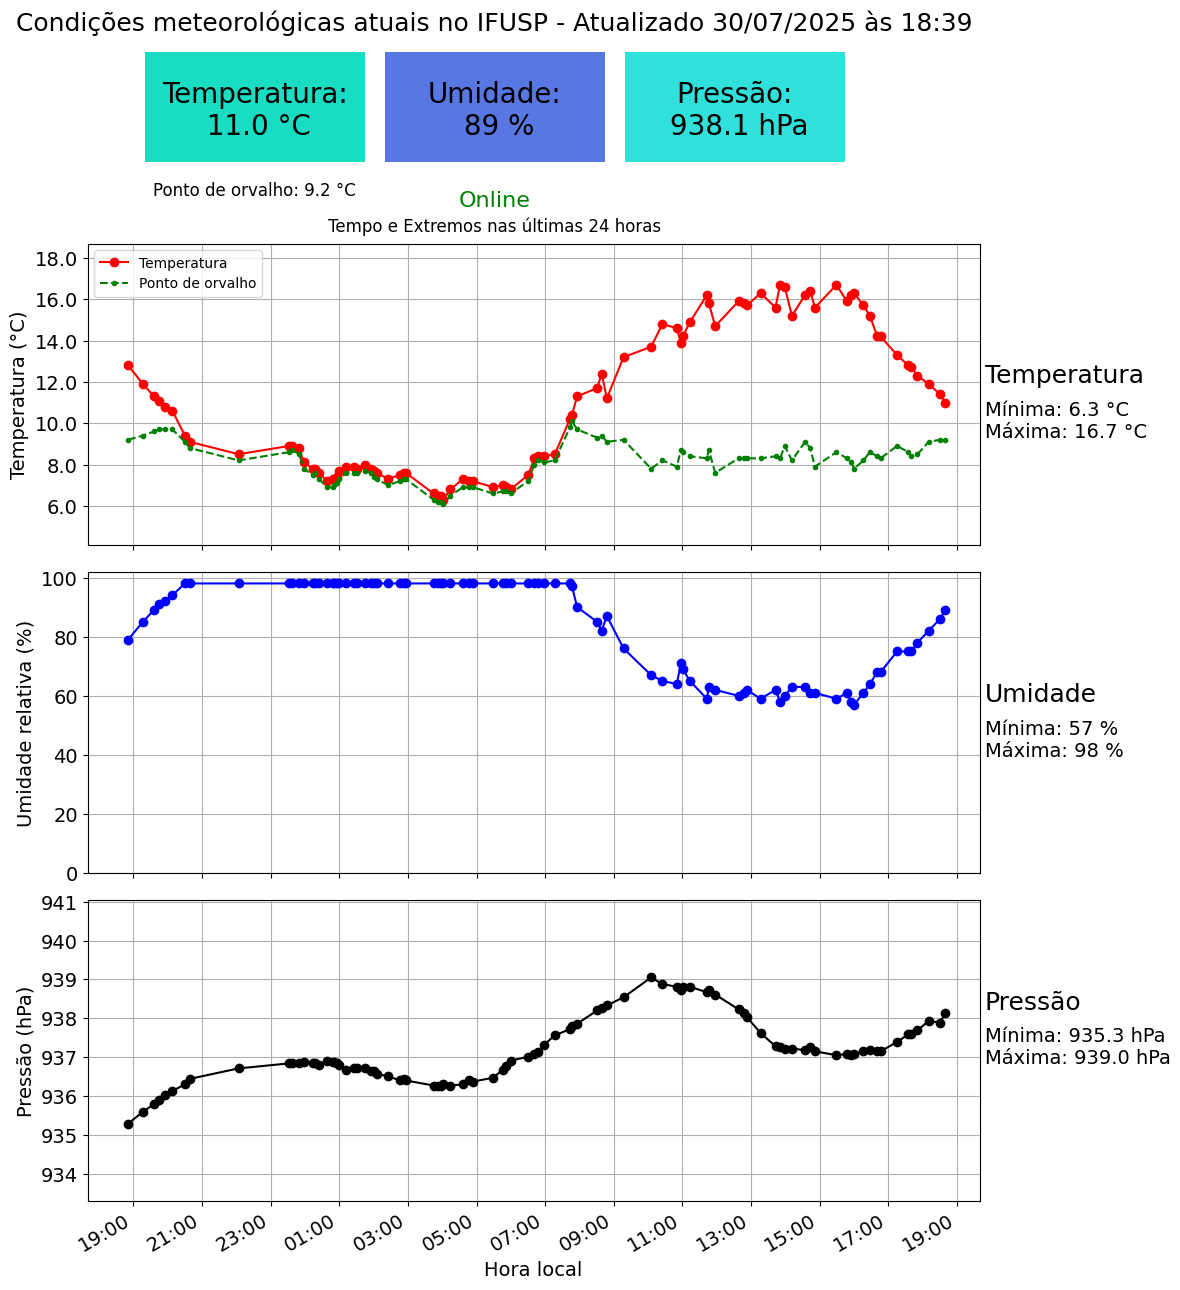 Condições meteorológicas atuais no IFUSP - Atualizado 30/07/2025 às 18:39
Temperatura:
11.0 °C
Umidade:
89 %
Pressão:
938.1 hPa
Ponto de orvalho: 9.2 °C
Online
Tempo e Extremos nas últimas 24 horas
Temperatura (°C)
18.0
16.0
14.0
12.0
10.0
8.0
6.0
Temperatura
Ponto de orvalho
Temperatura
Mínima: 6.3 °C
Máxima: 16.7 °C
Umidade relativa (%)
100
80
60
40
20
0
Umidade
Mínima: 57 %
Máxima: 98 %
Pressão (hPa)
941
940
939
938
937
936
935
934
Pressão
Mínima: 935.3 hPa
Máxima: 939.0 hPa
19:00 21:00 23:00 01:00 03:00 05:00 07:00 09:00 11:00 13:00 15:00 17:00 19:00
Hora local